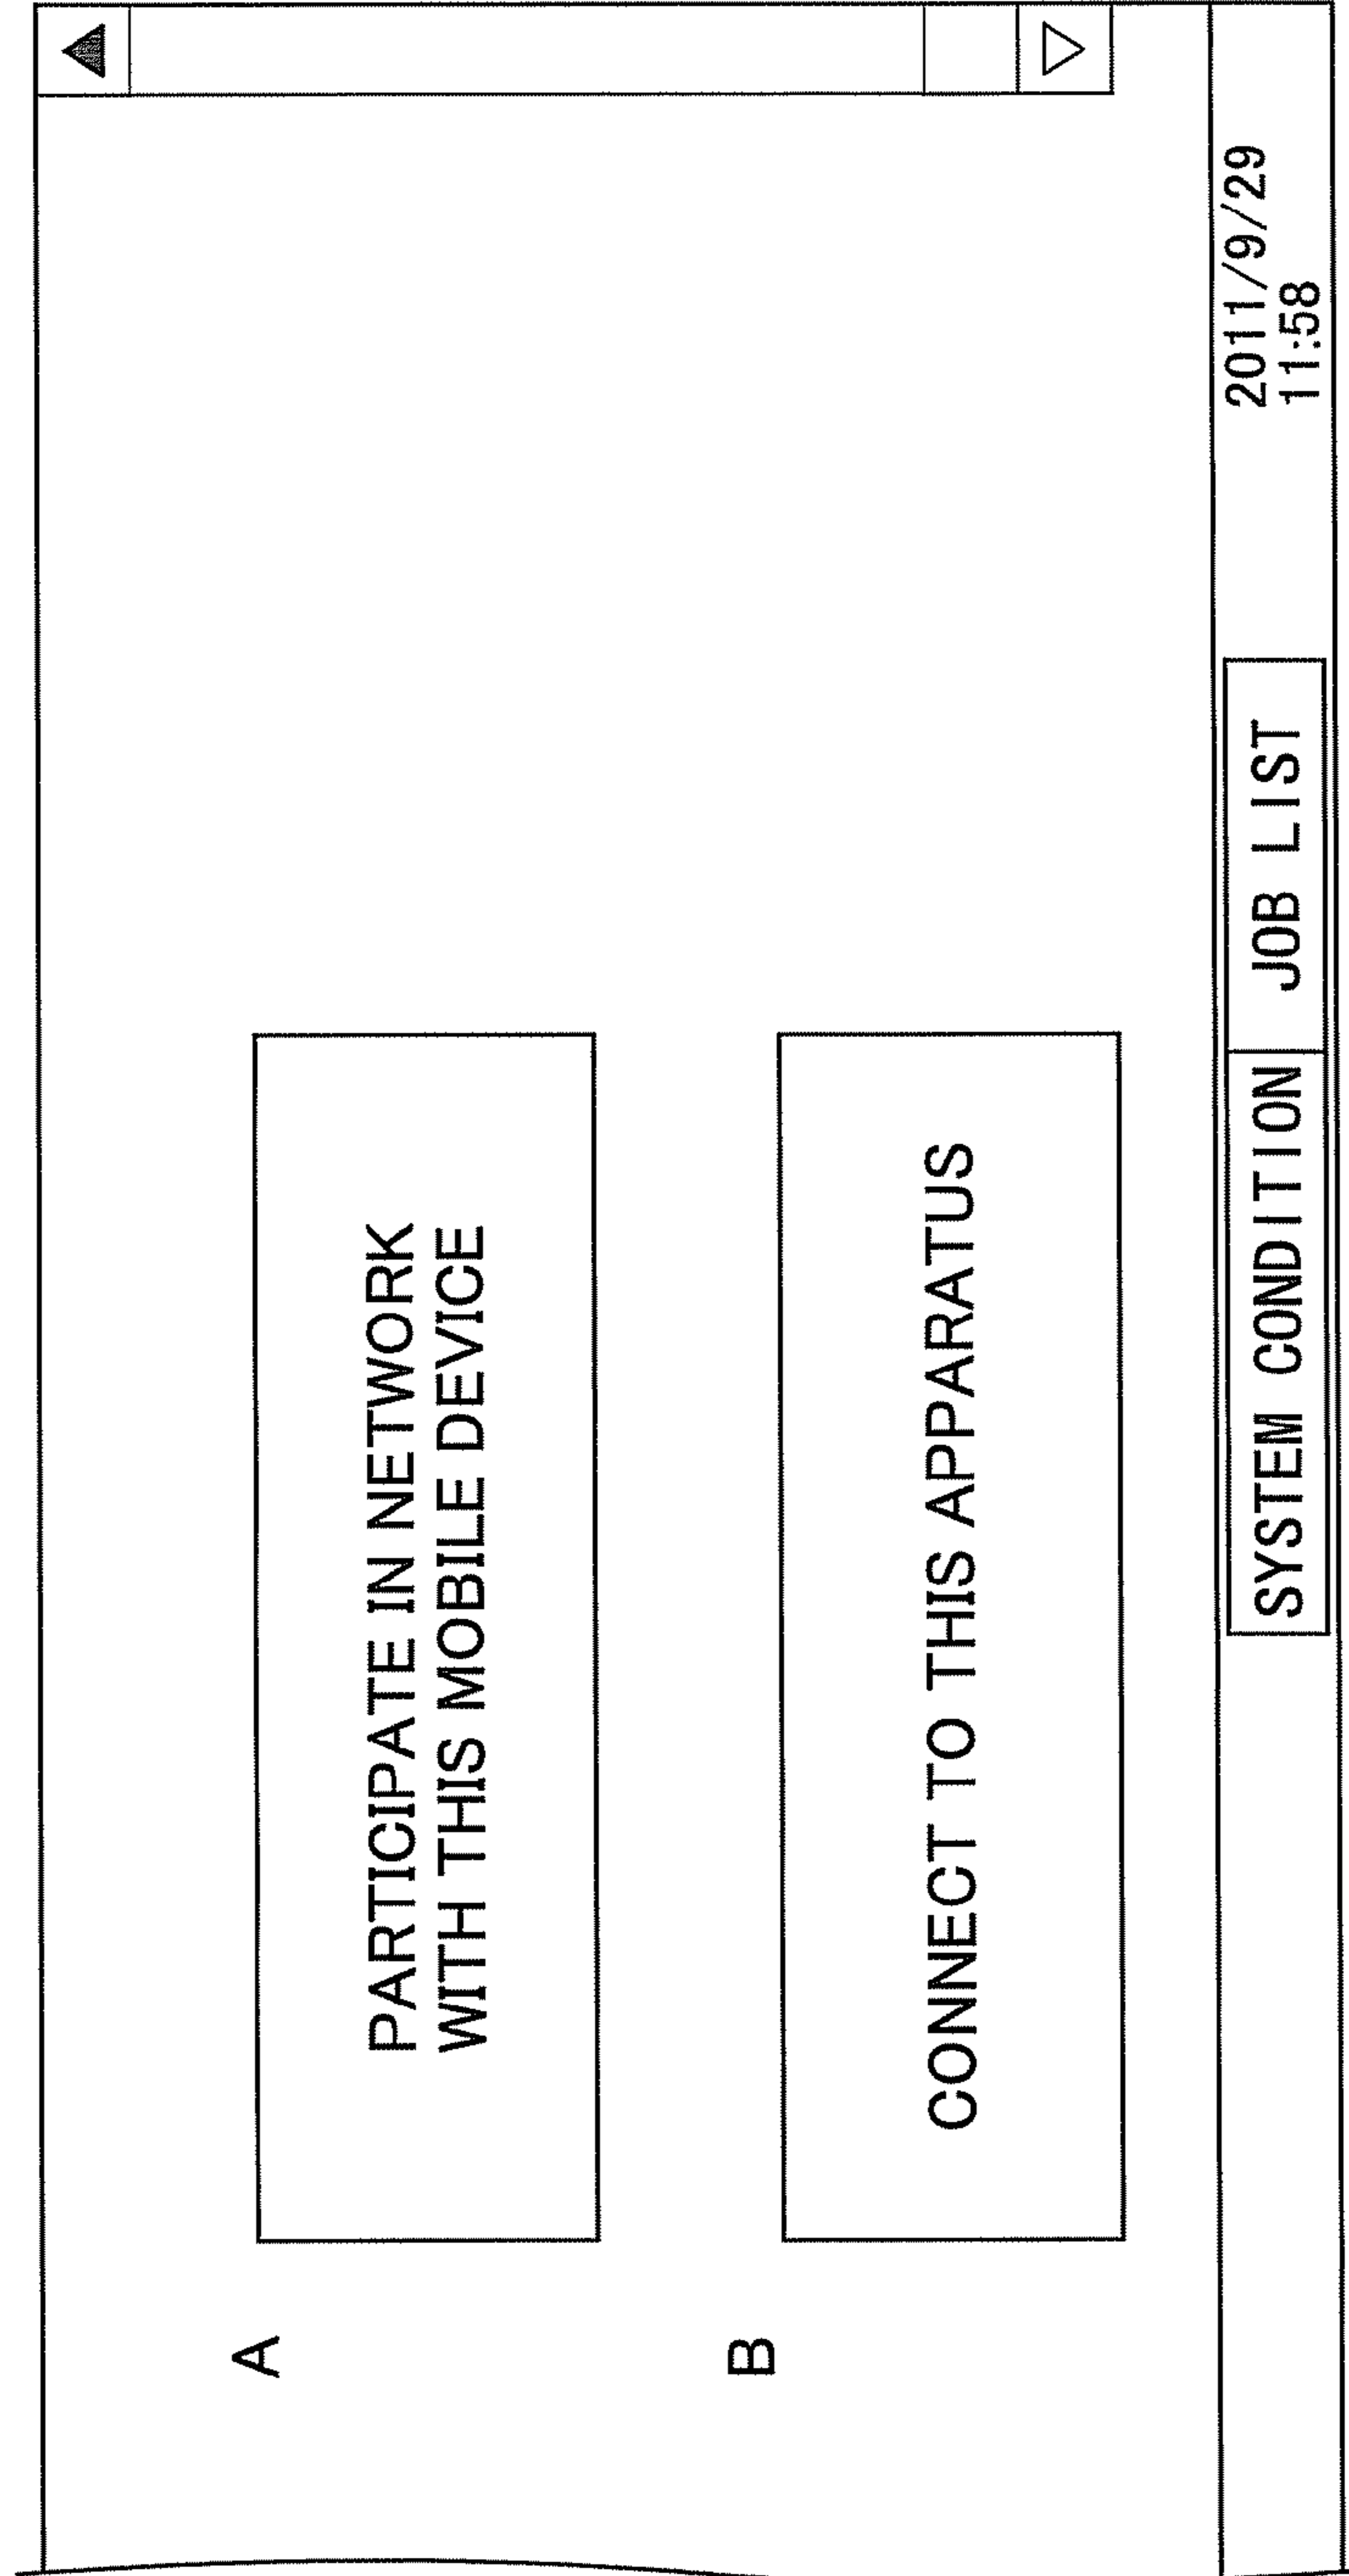 A
PARTICIPATE IN NETWORK
WITH THIS MOBILE DEVICE
B
CONNECT TO THIS APPARATUS
SYSTEM CONDITION
JOB LIST
2011/9/29
11:58